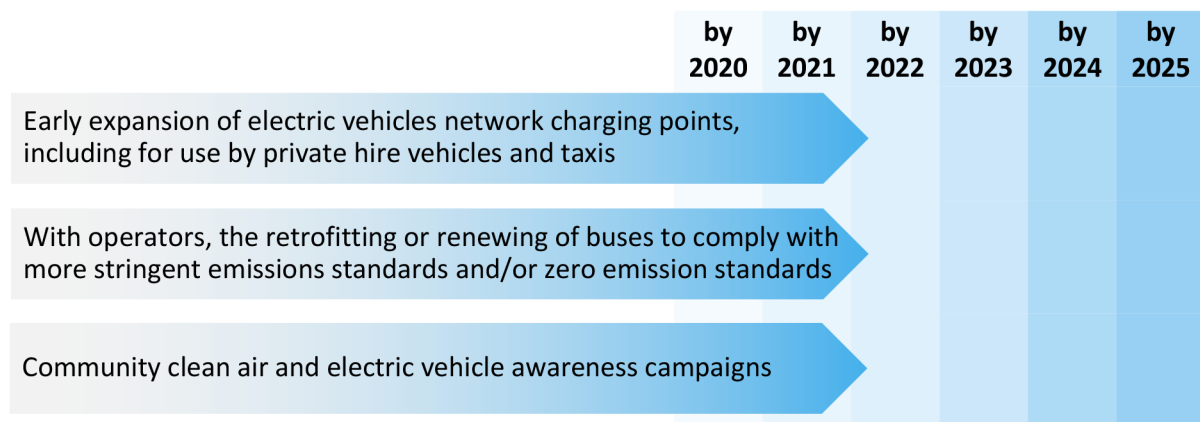 by by by by by by
2020 2021 2022 2023 2024 2025
Early expansion of electric vehicles network charging points,
including for use by private hire vehicles and taxis
With operators, the retrofitting or renewing of buses to comply with
more stringent emissions standards and/or zero emission standards
Community clean air and electric vehicle awareness campaigns